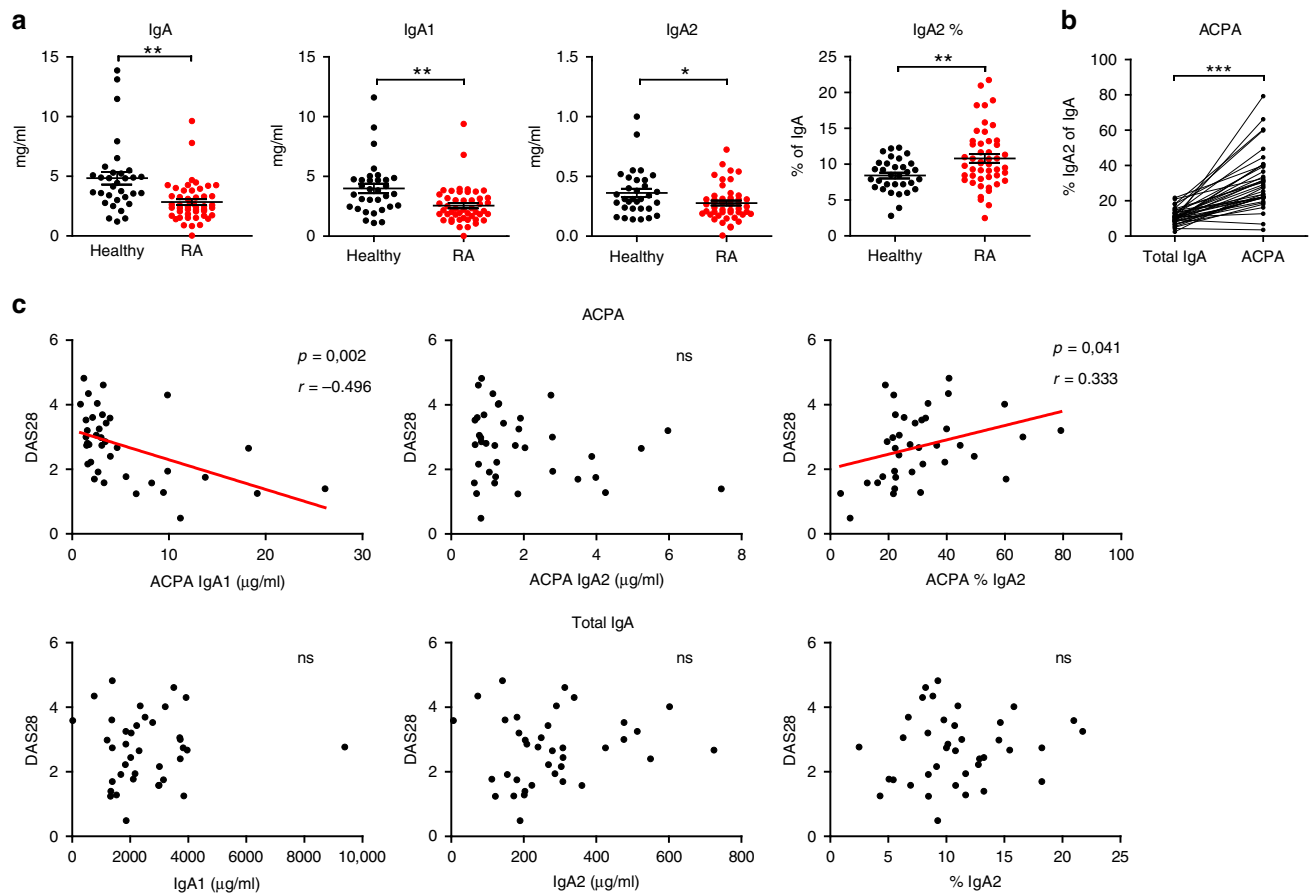 a
IgA
IgA1
IgA2
IgA2 %
b
ACPA
**
**
*
**
***
mg/ml
15
10
5
0
Healthy
RA
mg/ml
15
10
5
0
Healthy
RA
mg/ml
1.5
1.0
0.5
0.0
Healthy
RA
% of IgA
25
20
15
10
5
0
Healthy
RA
% IgA2 of IgA
100
80
60
40
20
0
Total IgA
ACPA
c
ACPA
DAS28
6
4
2
0
p = 0,002
r = –0.496
0
10
20
30
ACPA IgA1 (μg/ml)
DAS28
6
4
2
0
ns
0
2
4
6
8
ACPA IgA2 (μg/ml)
DAS28
6
4
2
0
p = 0,041
r = 0.333
0
20
40
60
80
100
ACPA % IgA2
Total IgA
DAS28
6
4
2
0
ns
0
2000
4000
6000
8000
10,000
IgA1 (μg/ml)
DAS28
6
4
2
0
ns
0
200
400
600
800
IgA2 (μg/ml)
DAS28
6
4
2
0
ns
0
5
10
15
20
25
% IgA2